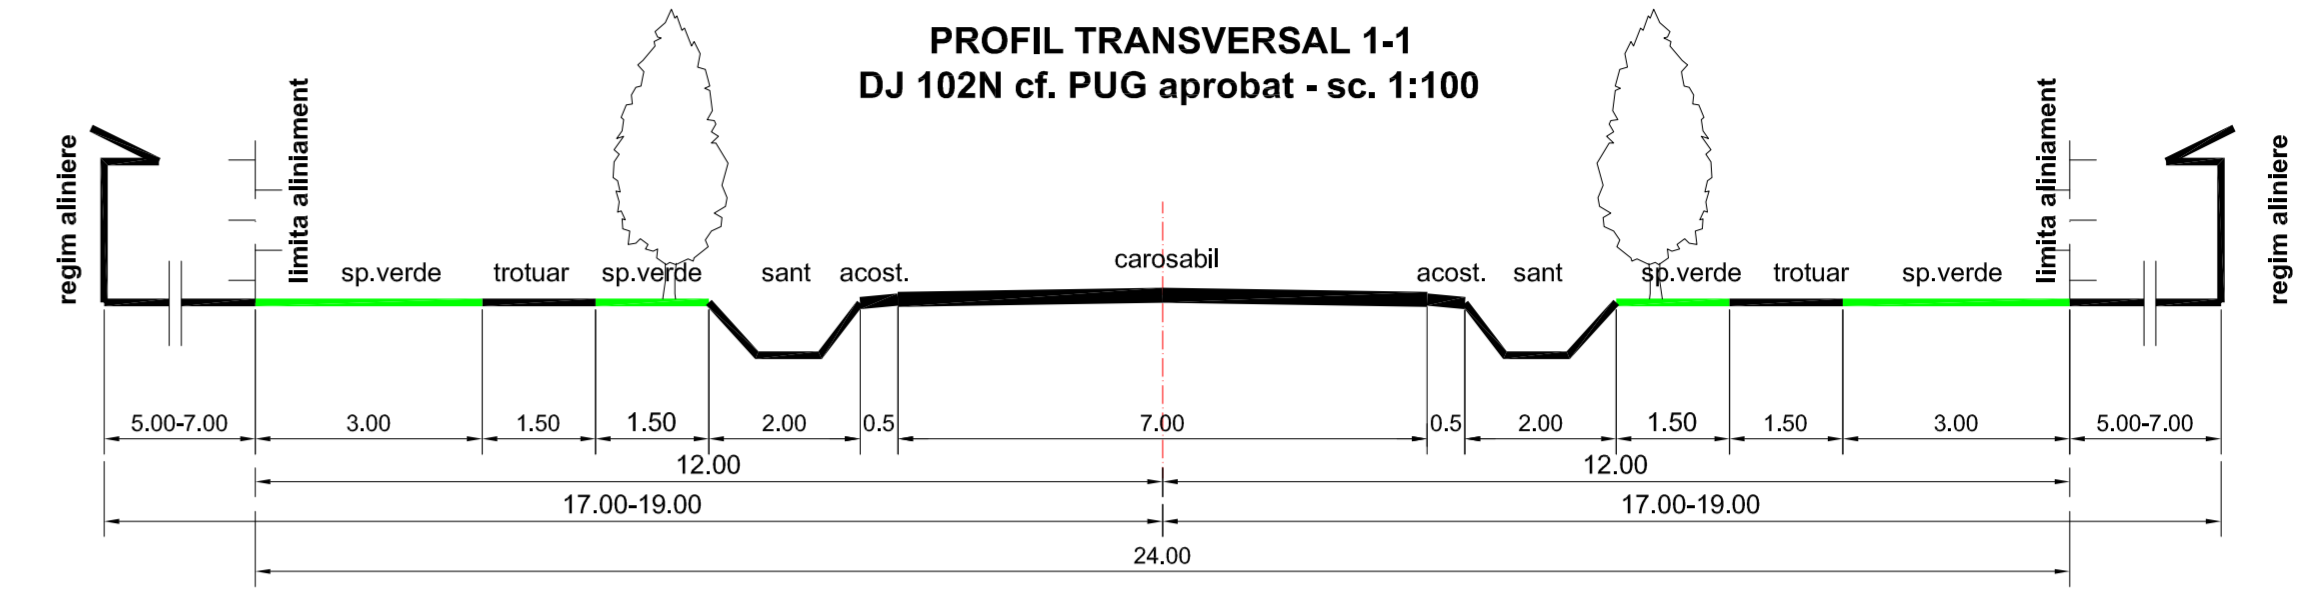 PROFIL TRANSVERSAL 1-1
DJ 102N cf. PUG aprobat - sc. 1:100
regim aliniere
limita aliniament
limita aliniament
regim aliniere
sp.verde trotuar sp.verde sant acost. carosabil acost. sant sp.verde trotuar sp.verde
5.00-7.00 3.00 1.50 1.50 2.00 0.5 7.00 0.5 2.00 1.50 1.50 3.00 5.00-7.00
12.00 12.00
17.00-19.00 17.00-19.00
24.00